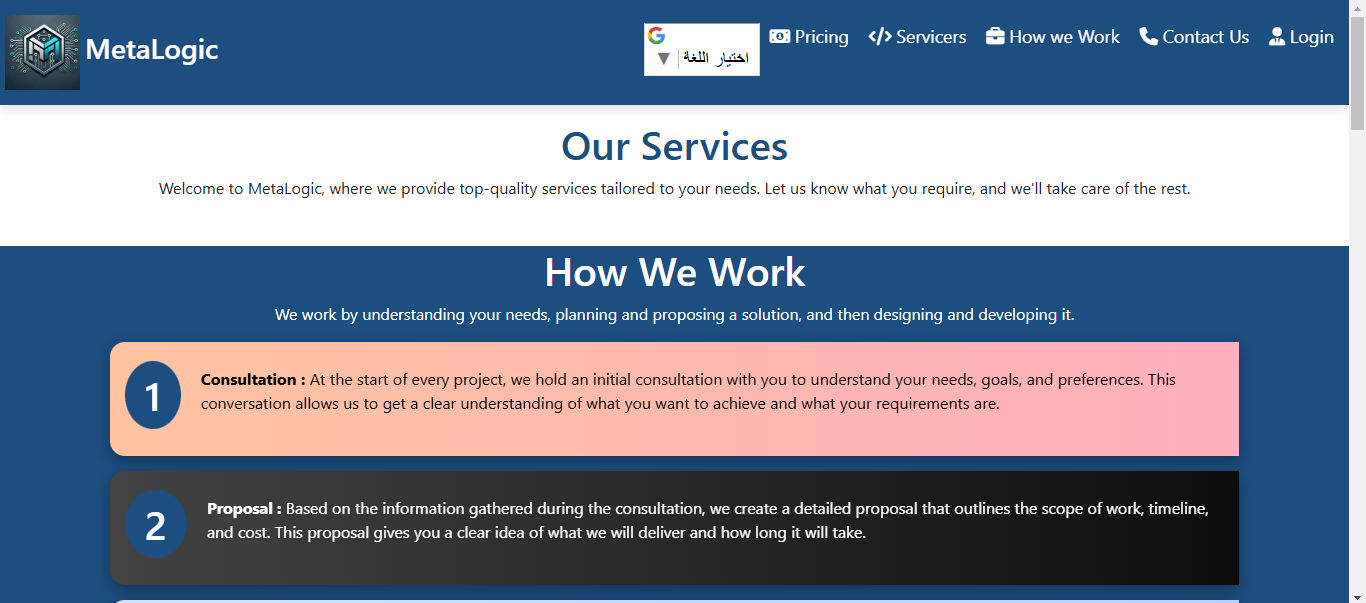 MetaLogic
G
اختيار اللغة ▼
Pricing
Servicers
How we Work
Contact Us
Login
Our Services
Welcome to MetaLogic, where we provide top-quality services tailored to your needs. Let us know what you require, and we'll take care of the rest.
How We Work
We work by understanding your needs, planning and proposing a solution, and then designing and developing it.
1
Consultation : At the start of every project, we hold an initial consultation with you to understand your needs, goals, and preferences. This
conversation allows us to get a clear understanding of what you want to achieve and what your requirements are.
2
Proposal : Based on the information gathered during the consultation, we create a detailed proposal that outlines the scope of work, timeline,
and cost. This proposal gives you a clear idea of what we will deliver and how long it will take.